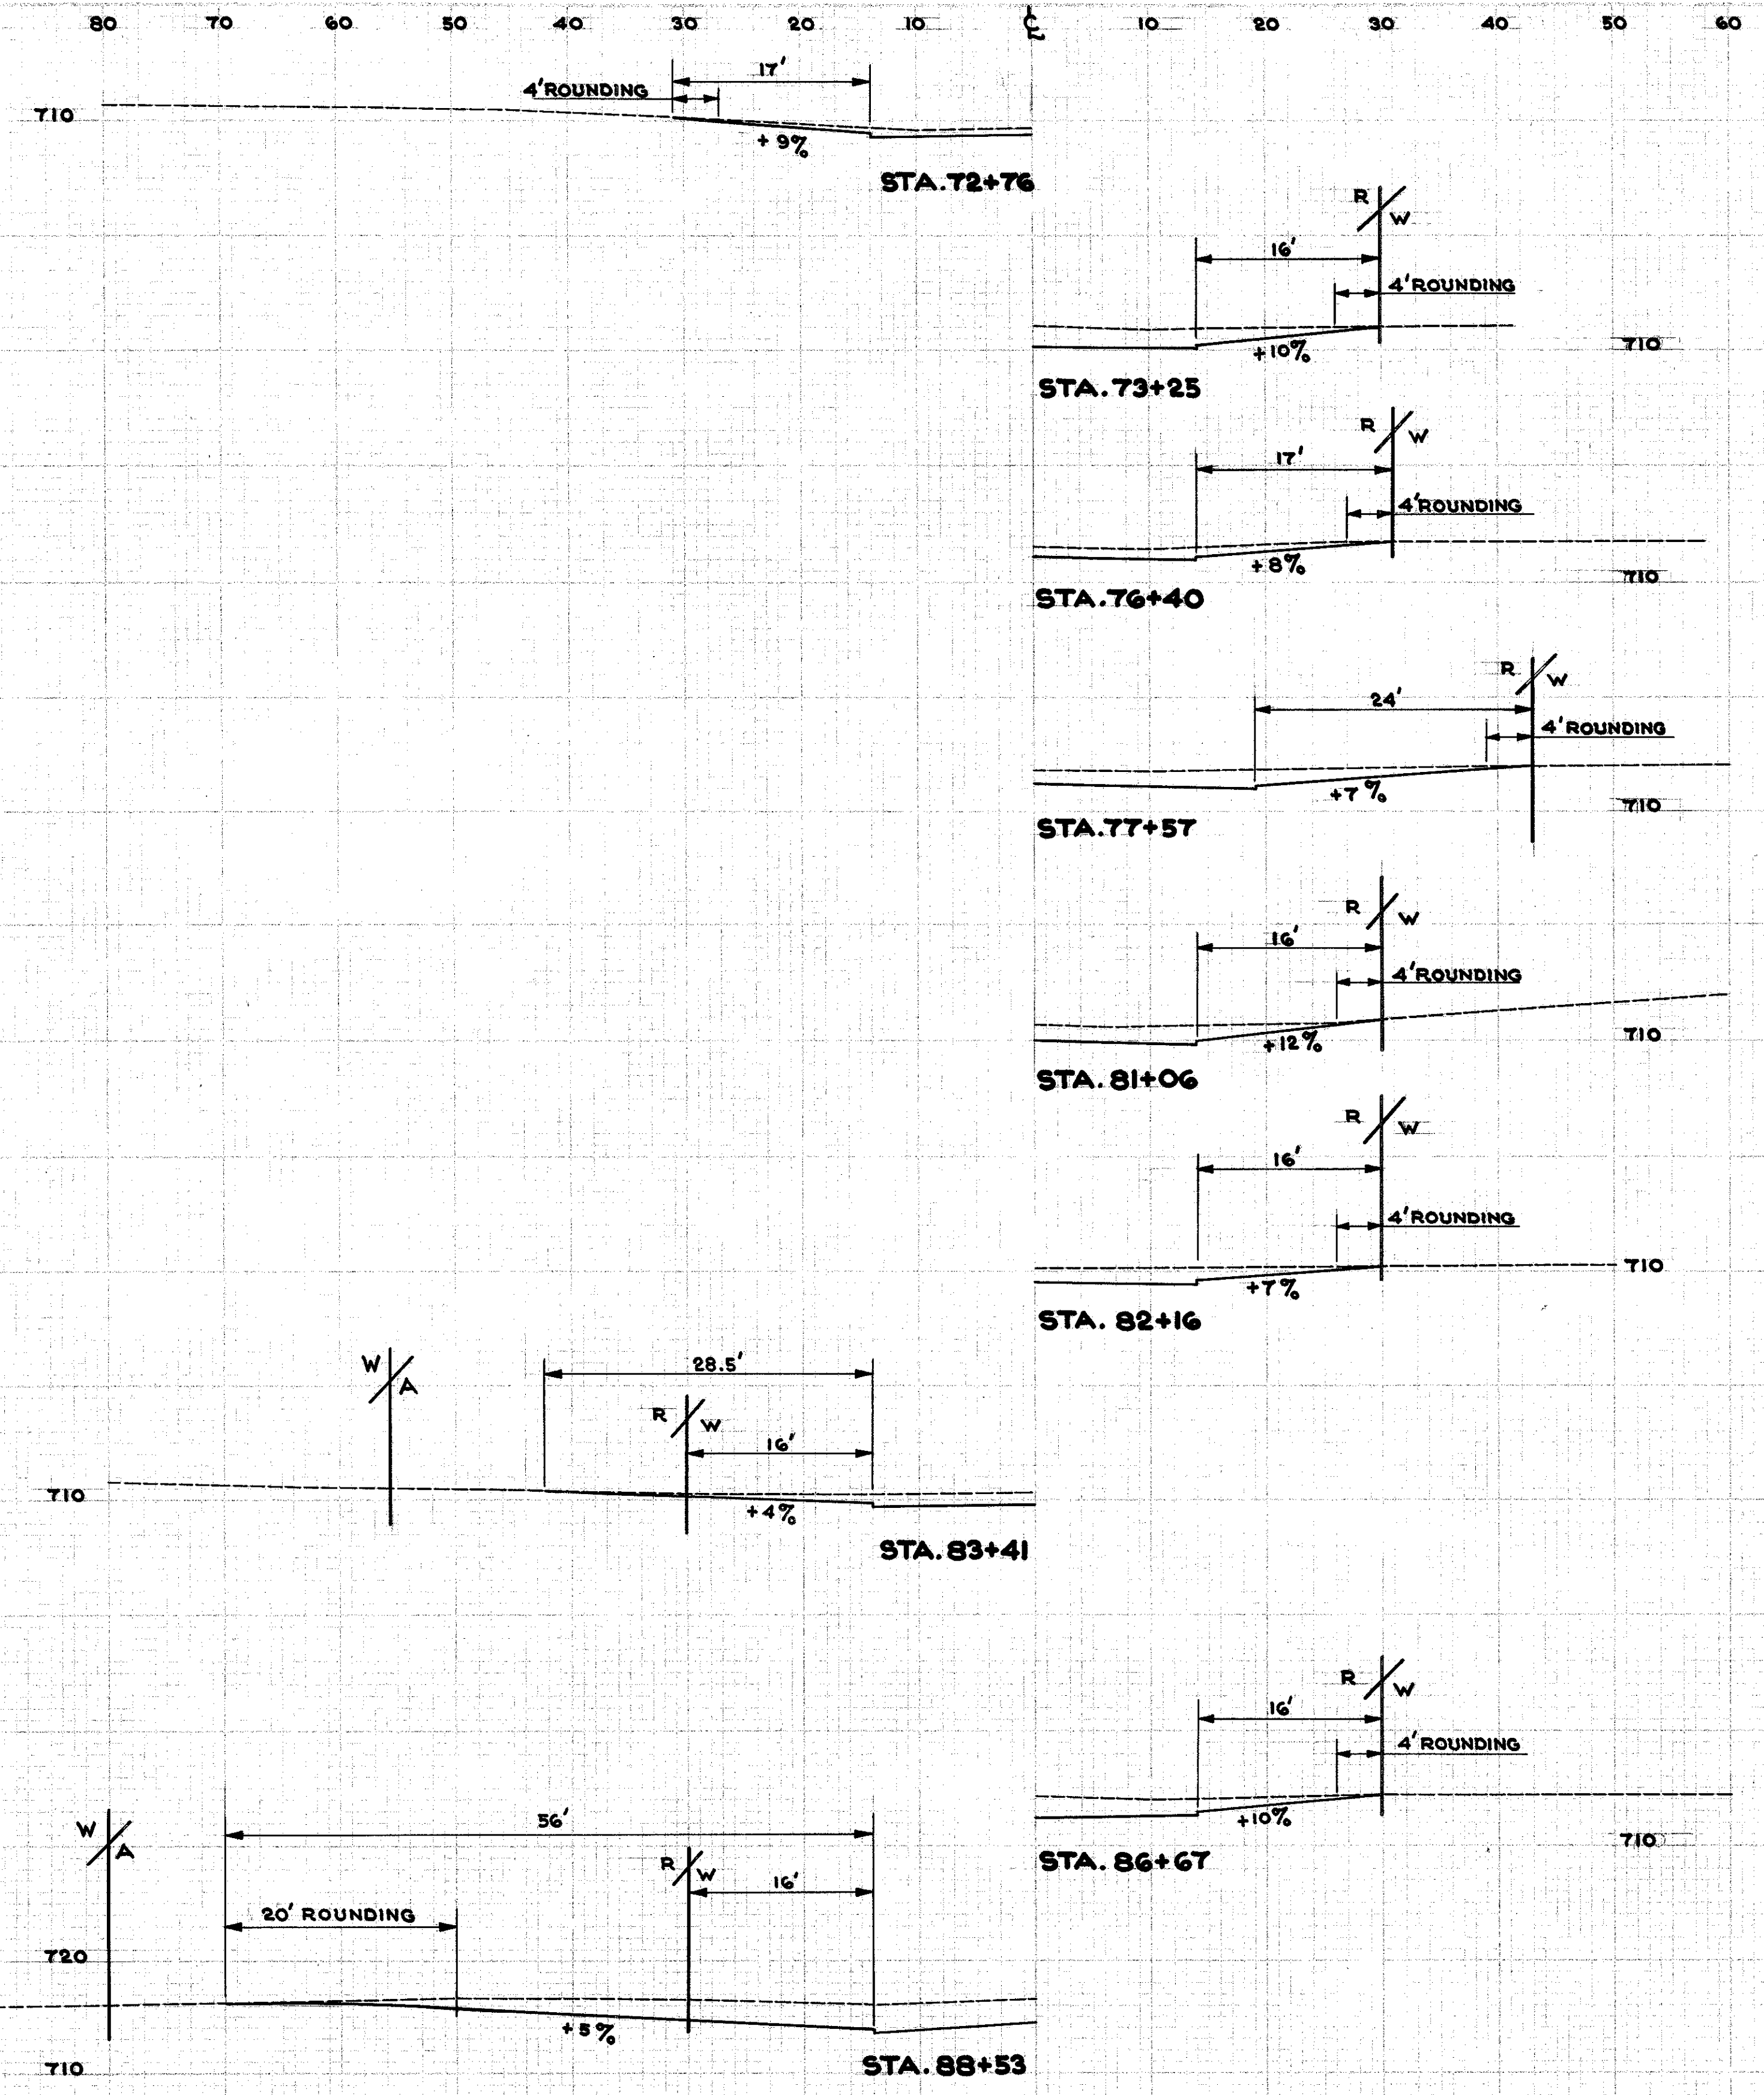 80 70 60 50 40 30 20 10 ℄ 10 20 30 40 50 60
17'
4' ROUNDING
710
+9%
STA. 72+76
R/W
16'
4' ROUNDING
710
+10%
STA. 73+25
R/W
17'
4' ROUNDING
+8%
710
STA. 76+40
R/W
24'
4' ROUNDING
+7%
710
STA. 77+57
R/W
16'
4' ROUNDING
710
+12%
STA. 81+06
R/W
16'
4' ROUNDING
710
+7%
STA. 82+16
W/A
28.5'
R/W
16'
710
+4%
STA. 83+41
R/W
16'
4' ROUNDING
+10%
710
STA. 86+67
56'
W/A
R/W
16'
20' ROUNDING
720
+5%
710
STA. 88+53